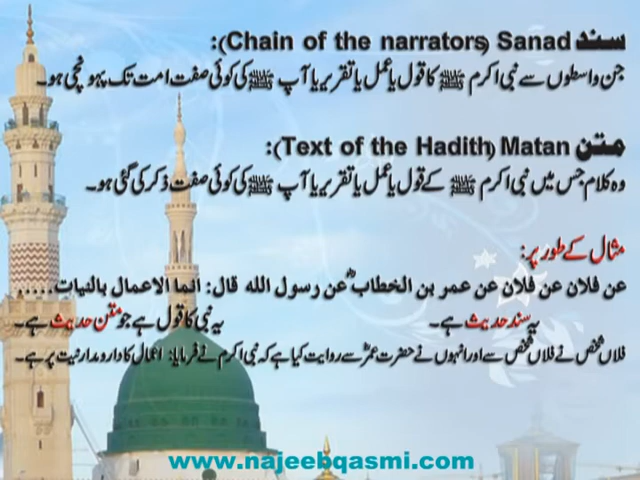 سند Sanad (Chain of the narrators):
جن واسطوں سے نبی اکرم ﷺ کا قول یا عمل یا تقریر یا آپ ﷺ کی کوئی صفت امت تک پہونچی ہو۔
متن Matan (Text of the Hadith):
وہ کلام جس میں نبی اکرم ﷺ کے قول یا عمل یا تقریر یا آپ ﷺ کی کوئی صفت ذکر کی گئی ہو۔
مثال کے طور پر:
عن فلان عن فلان عن عمر بن الخطابؓ عن رسول الله قال: انما الاعمال بالنیات.....
یہ سند حدیث ہے۔ یہ نبی کا قول ہے جو متن حدیث ہے۔
فلاں شخص نے فلاں شخص سے اور انہوں نے حضرت عمرؓ سے روایت کیا ہے کہ نبی اکرم نے فرمایا: اعمال کا دارومدار نیت پر ہے۔
www.najeebqasmi.com